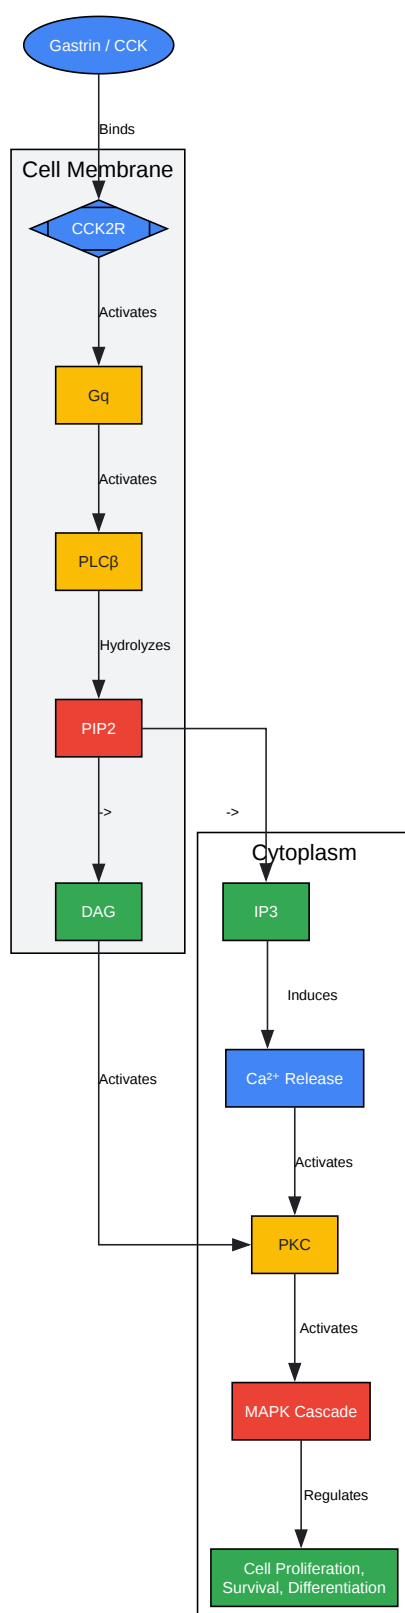 Gastrin / CCK
Binds
Cell Membrane
CCK2R
Activates
Gq
Activates
PLCβ
Hydrolyzes
PIP2
->
->
Cytoplasm
DAG
IP3
Induces
Ca²⁺ Release
Activates
Activates
PKC
Activates
MAPK Cascade
Regulates
Cell Proliferation,
Survival, Differentiation